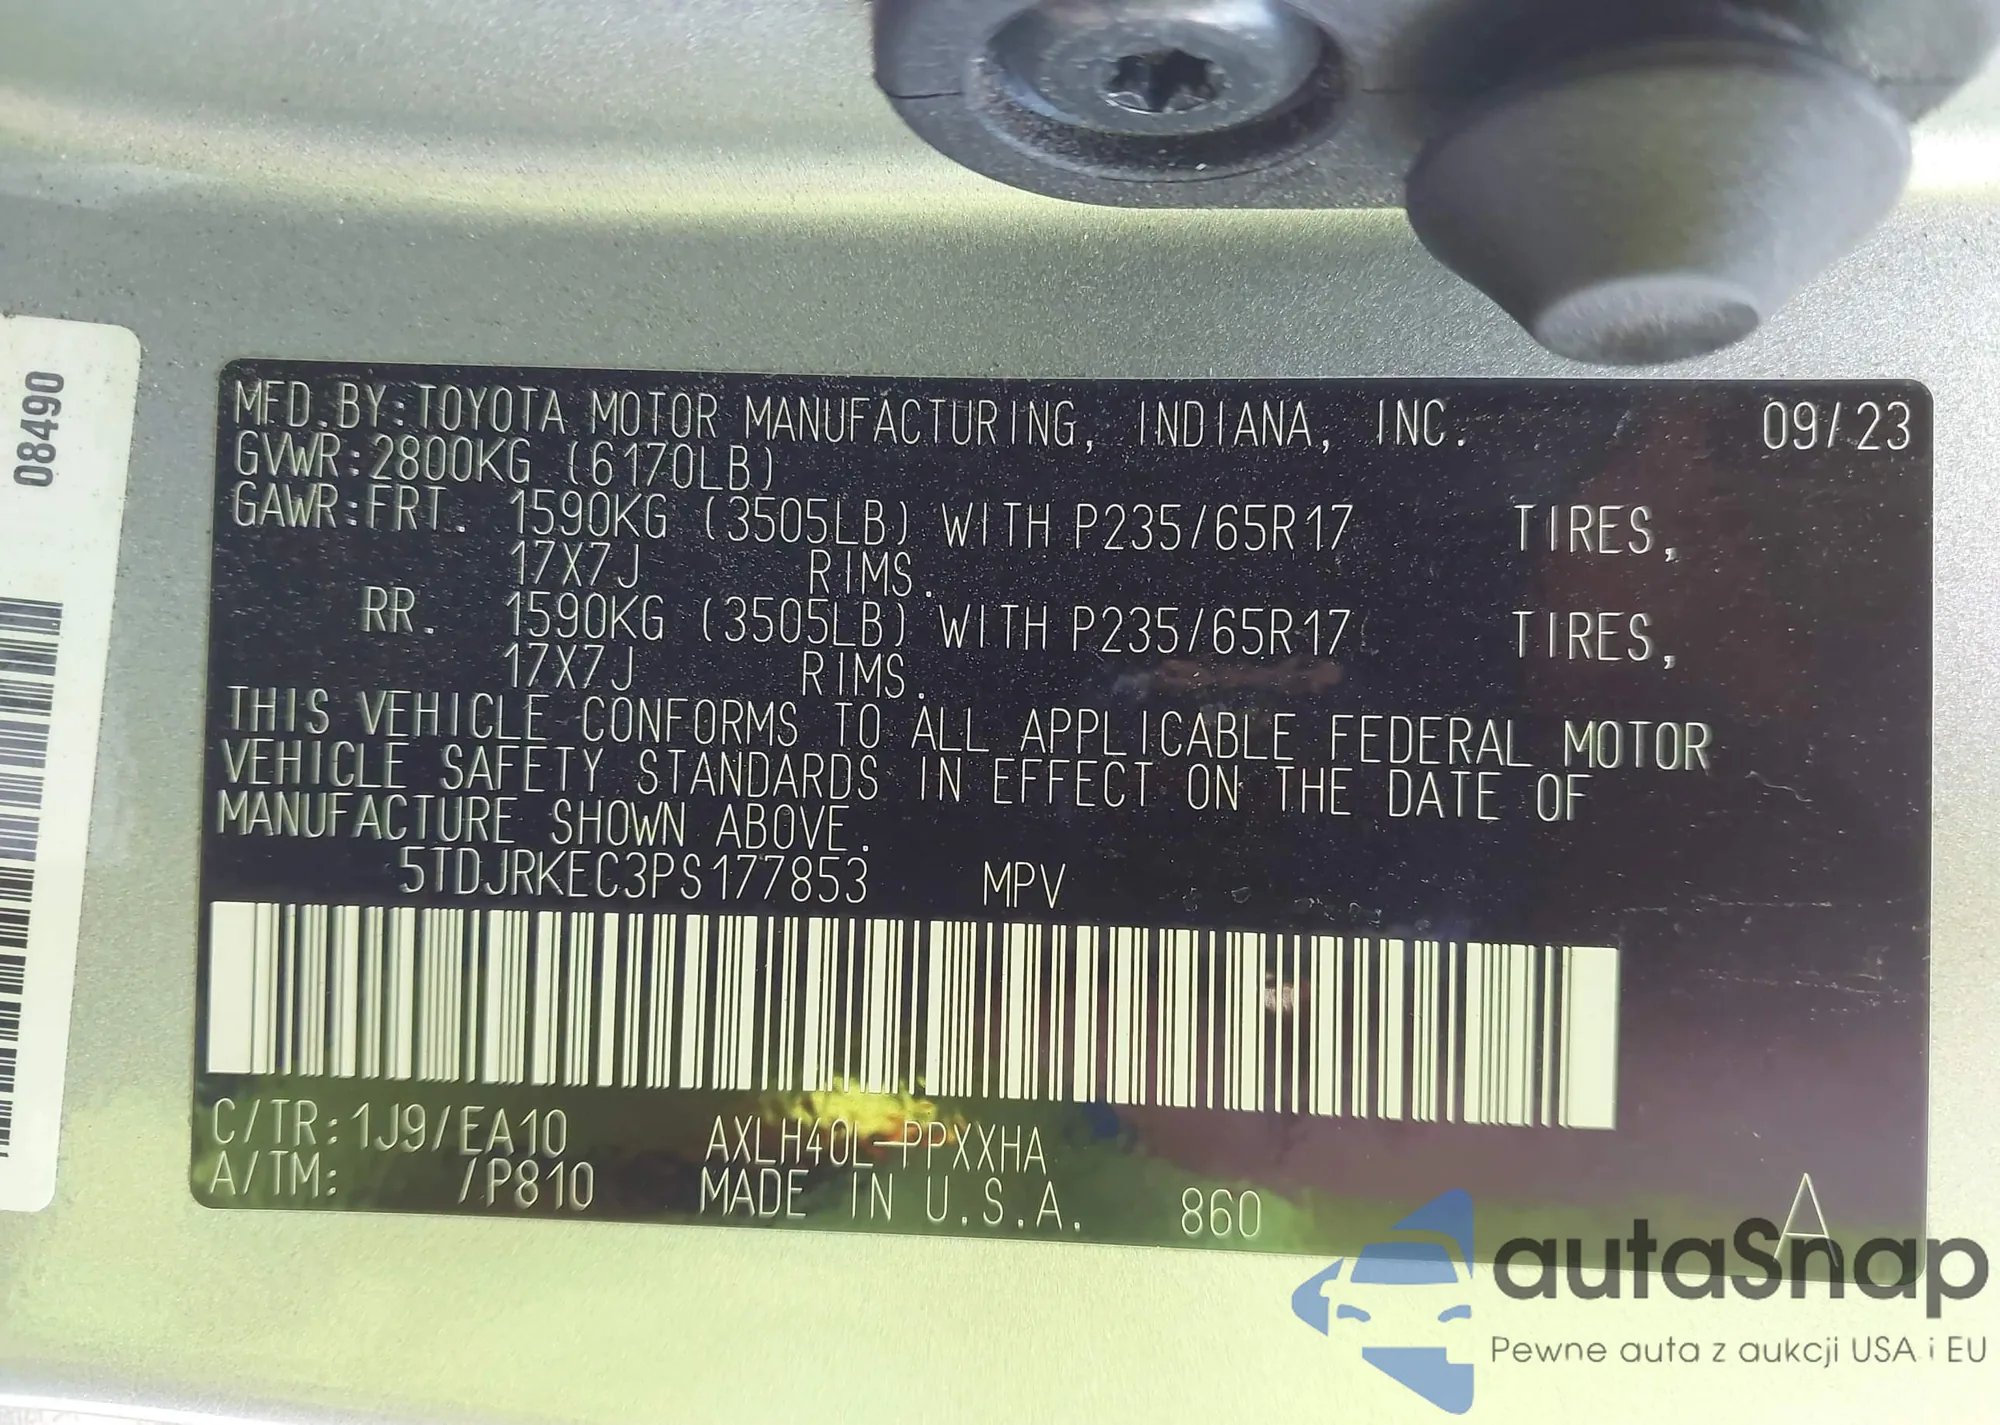 08490
MFD.BY:TOYOTA MOTOR MANUFACTURING, INDIANA, INC. 09/23
GVWR:2800KG (6170LB)
GAWR:FRT. 1590KG (3505LB) WITH P235/65R17 TIRES,
17X7J RIMS.
RR. 1590KG (3505LB) WITH P235/65R17 TIRES,
17X7J RIMS.
THIS VEHICLE CONFORMS TO ALL APPLICABLE FEDERAL MOTOR
VEHICLE SAFETY STANDARDS IN EFFECT ON THE DATE OF
MANUFACTURE SHOWN ABOVE.
5TDJRKEC3PS177853 MPV
C/TR:1J9/EA10 AXLH40L-PPXXHA
A/TM: /P810 MADE IN U.S.A. 860 A
autaSnap
Pewne auta z aukcji USA i EU